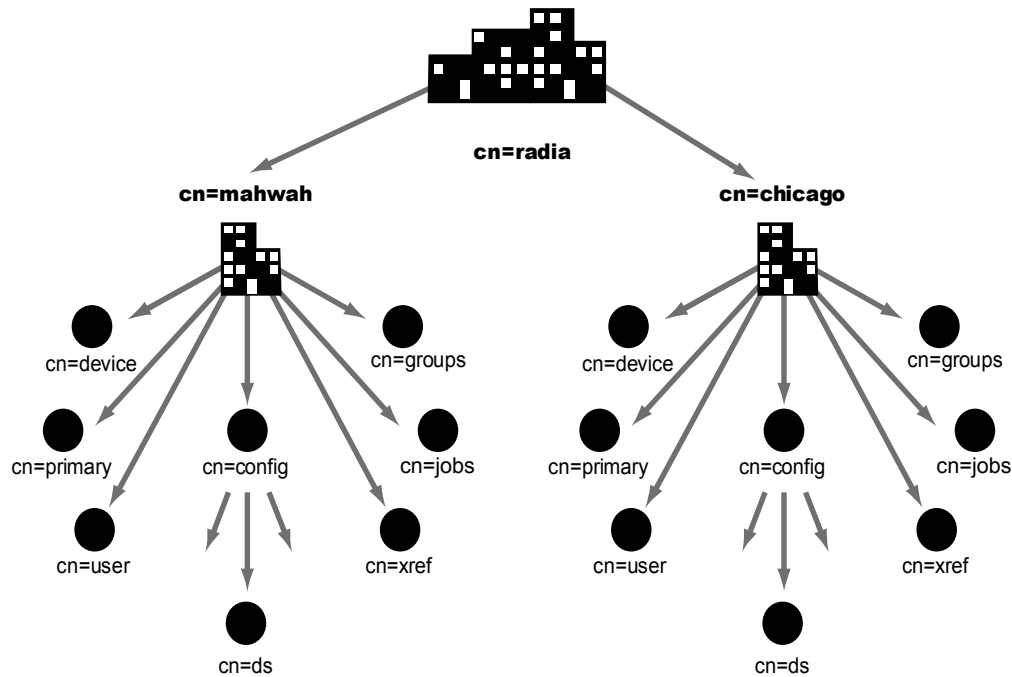 cn=radia
cn=mahwah
cn=chicago
cn=device
cn=groups
cn=device
cn=groups
cn=primary
cn=config
cn=jobs
cn=primary
cn=config
cn=jobs
cn=user
cn=xref
cn=user
cn=xref
cn=ds
cn=ds